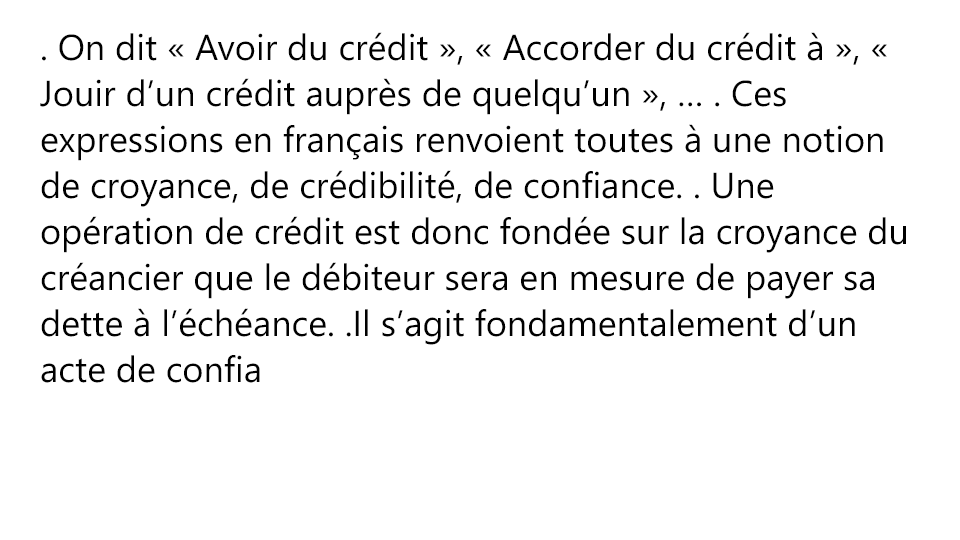 . On dit « Avoir du crédit », « Accorder du crédit à », «
Jouir d’un crédit auprès de quelqu’un », … . Ces
expressions en français renvoient toutes à une notion
de croyance, de crédibilité, de confiance. . Une
opération de crédit est donc fondée sur la croyance du
créancier que le débiteur sera en mesure de payer sa
dette à l’échéance. .Il s’agit fondamentalement d’un
acte de confia